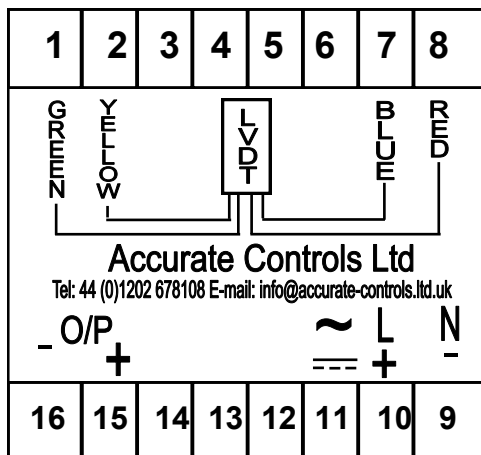 1 2 3 4 5 6 7 8
GREEN YELLOW LVDT BLUE RED
Accurate Controls Ltd
Tel: 44 (0)1202 678108 E-mail: info@accurate-controls.ltd.uk
- O/P + ~ L N
+ -
16 15 14 13 12 11 10 9